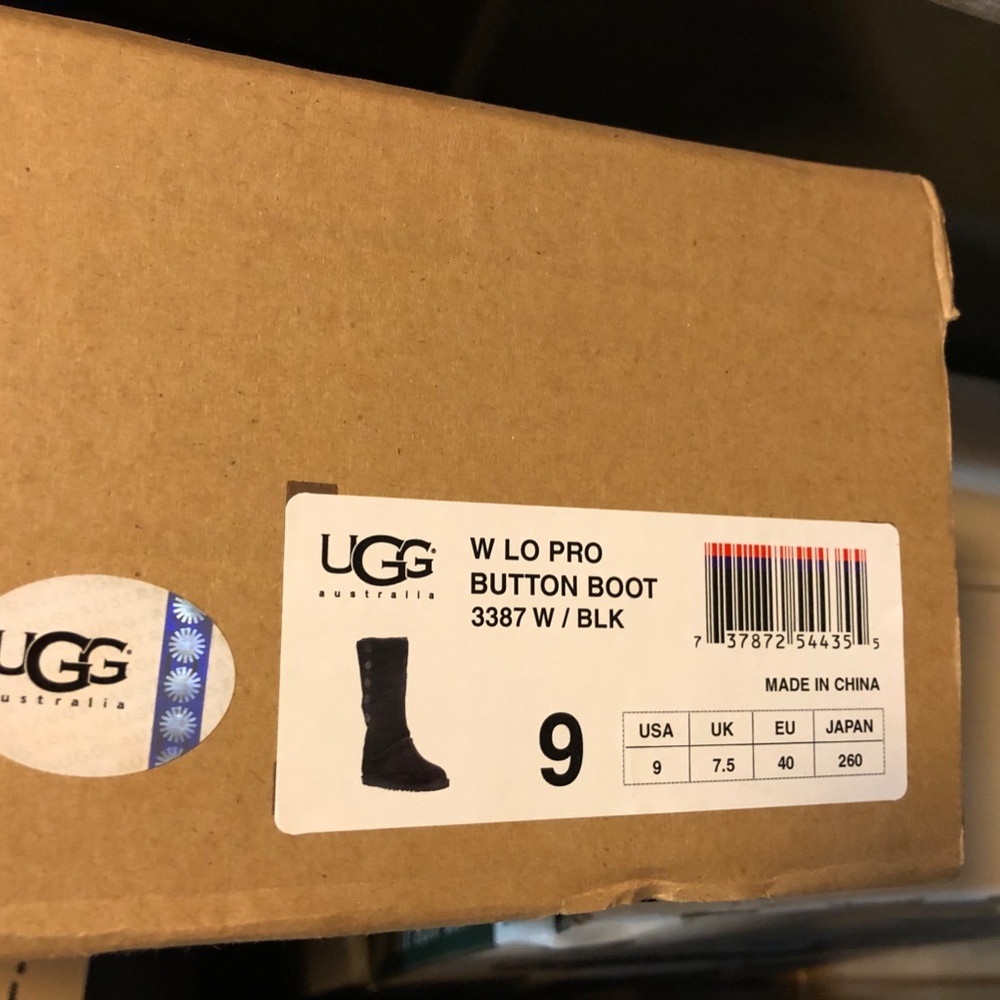 UGG
australia
W LO PRO
BUTTON BOOT
3387 W / BLK
7 37872 54435 5
MADE IN CHINA
9
USA UK EU JAPAN
9 7.5 40 260
UGG
ustralia